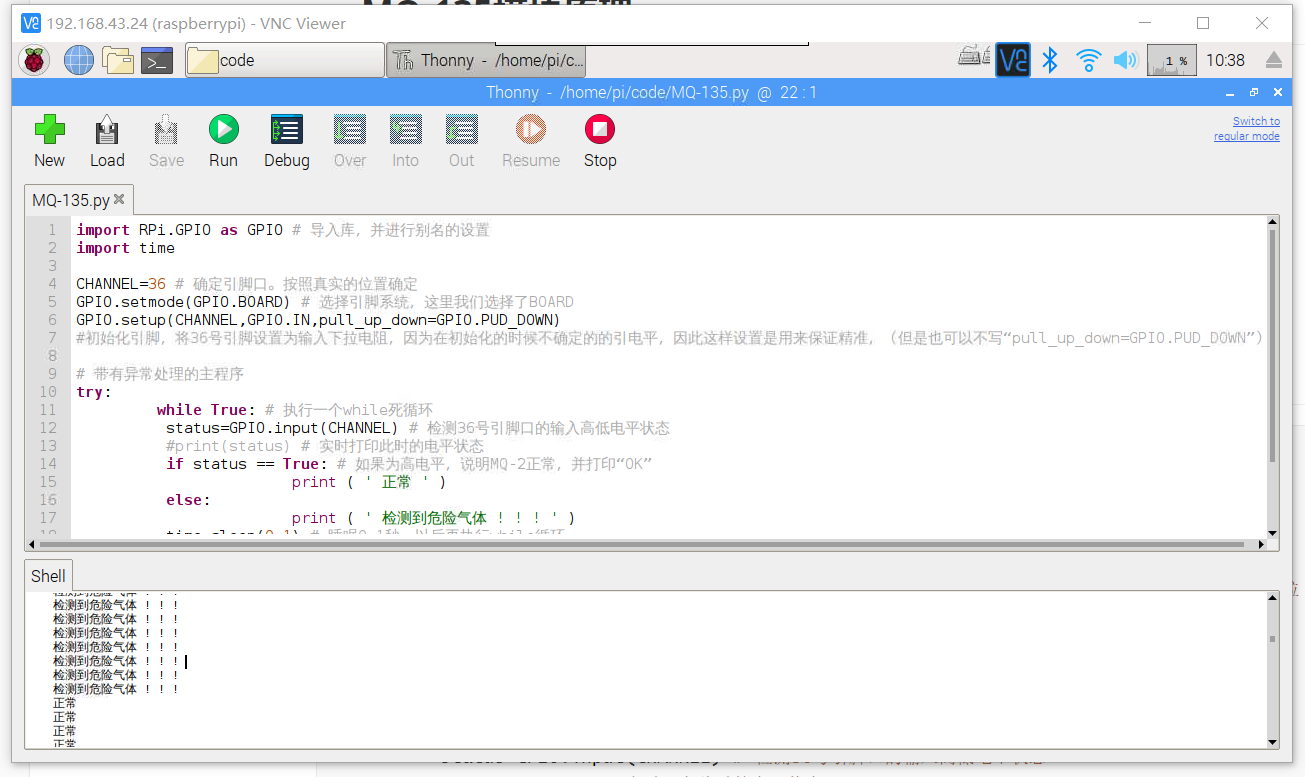 192.168.43.24 (raspberrypi) - VNC Viewer
code
Thonny - /home/pi/c...
1 %
10:38
Thonny - /home/pi/code/MQ-135.py @ 22 : 1
New
Load
Save
Run
Debug
Over
Into
Out
Resume
Stop
Switch to
regular mode
MQ-135.py
1 import RPi.GPIO as GPIO # 导入库，并进行别名的设置
2 import time
3
4 CHANNEL=36 # 确定引脚口。按照真实的位置确定
5 GPIO.setmode(GPIO.BOARD) # 选择引脚系统，这里我们选择了BOARD
6 GPIO.setup(CHANNEL,GPIO.IN,pull_up_down=GPIO.PUD_DOWN)
7 #初始化引脚，将36号引脚设置为输入下拉电阻，因为在初始化的时候不确定的的引电平，因此这样设置是用来保证精准，（但是也可以不写“pull_up_down=GPIO.PUD_DOWN”）
8
9 # 带有异常处理的主程序
10 try:
11 while True: # 执行一个while死循环
12 status=GPIO.input(CHANNEL) # 检测36号引脚口的输入高低电平状态
13 #print(status) # 实时打印此时的电平状态
14 if status == True: # 如果为高电平，说明MQ-2正常，并打印“OK”
15 print ( ' 正常 ' )
16 else:
17 print ( ' 检测到危险气体 ! ! ! ' )
Shell
检测到危险气体 ! ! !
检测到危险气体 ! ! !
检测到危险气体 ! ! !
检测到危险气体 ! ! !
检测到危险气体 ! ! !
检测到危险气体 ! ! !
检测到危险气体 ! ! !
检测到危险气体 ! ! !
正常
正常
正常
正常